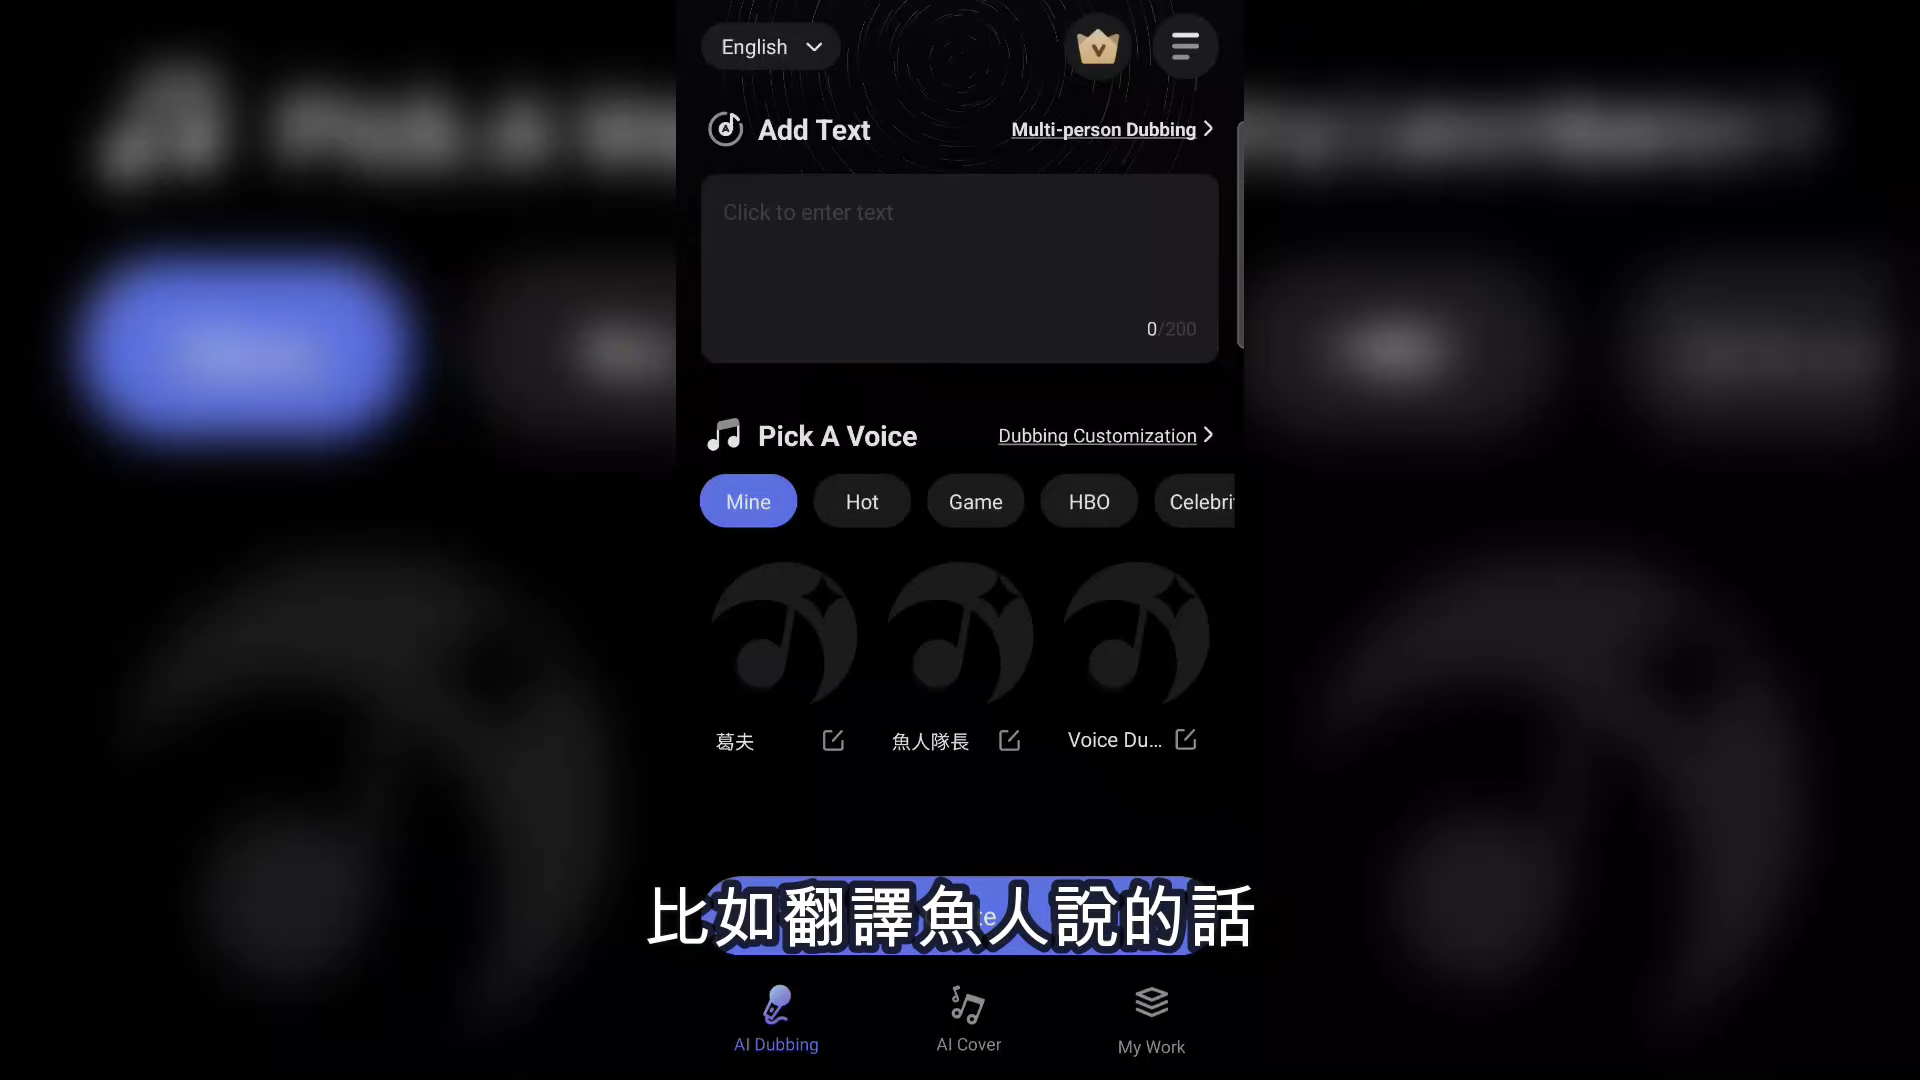 English
Add Text
Multi-person Dubbing
Click to enter text
0/200
Pick A Voice
Dubbing Customization
Mine
Hot
Game
HBO
Celebri
葛夫
魚人隊長
Voice Du...
比如翻譯魚人說的話
AI Dubbing
AI Cover
My Work